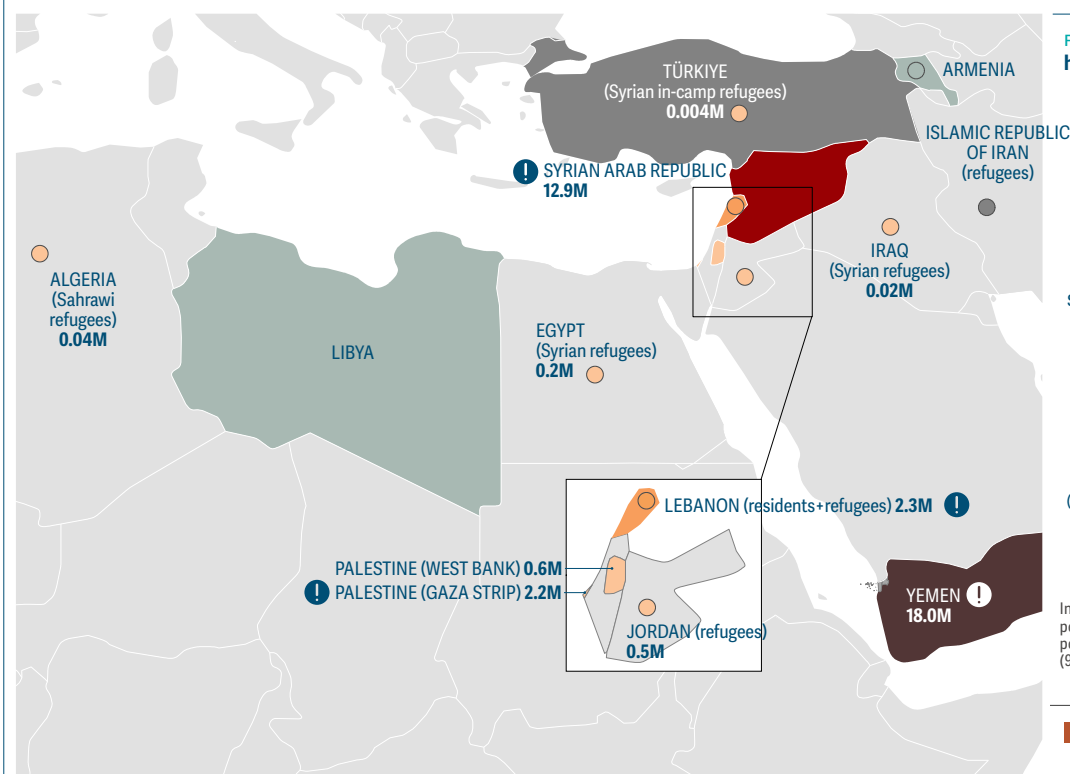 TÜRKIYE
(Syrian in-camp refugees)
0.004M
ARMENIA
ISLAMIC REPUBLIC
OF IRAN
(refugees)
! SYRIAN ARAB REPUBLIC
12.9M
IRAQ
(Syrian refugees)
0.02M
ALGERIA
(Sahrawi
refugees)
0.04M
LIBYA
EGYPT
(Syrian refugees)
0.2M
LEBANON (residents+refugees) 2.3M !
PALESTINE (WEST BANK) 0.6M
! PALESTINE (GAZA STRIP) 2.2M
JORDAN (refugees)
0.5M
YEMEN !
18.0M